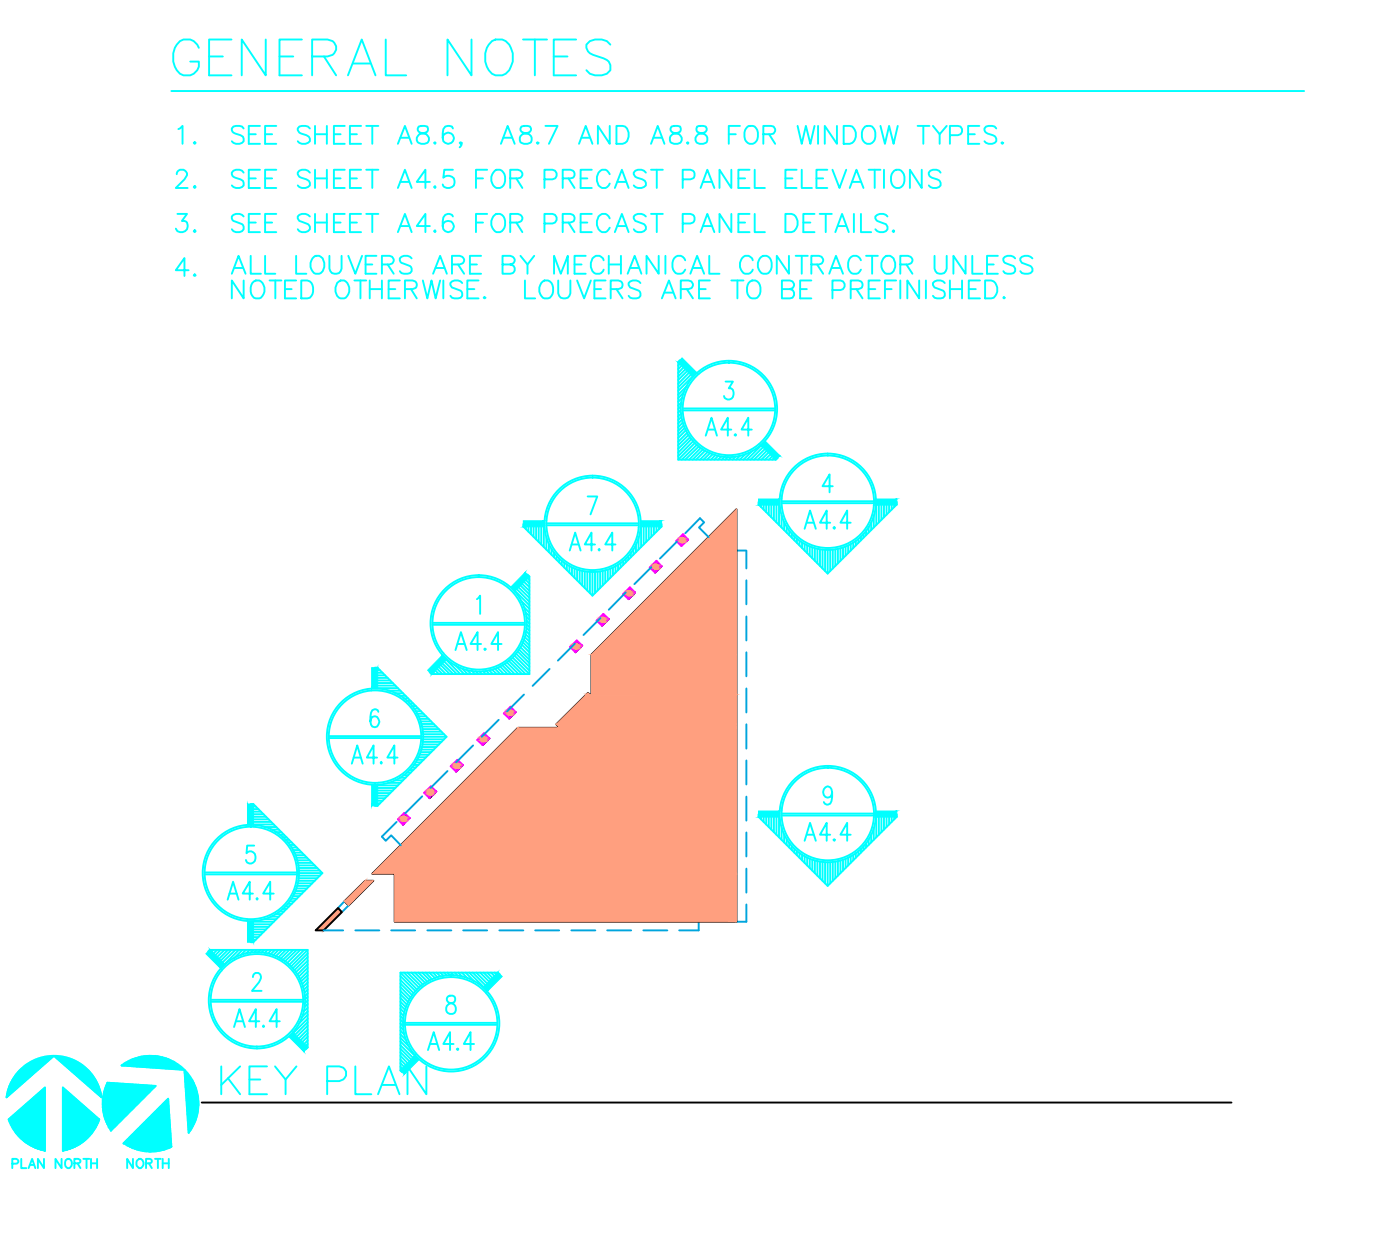 GENERAL NOTES
1. SEE SHEET A8.6, A8.7 AND A8.8 FOR WINDOW TYPES.
2. SEE SHEET A4.5 FOR PRECAST PANEL ELEVATIONS
3. SEE SHEET A4.6 FOR PRECAST PANEL DETAILS.
4. ALL LOUVERS ARE BY MECHANICAL CONTRACTOR UNLESS
NOTED OTHERWISE. LOUVERS ARE TO BE PREFINISHED.
3
A4.4
4
A4.4
7
A4.4
1
A4.4
6
A4.4
9
A4.4
5
A4.4
2
A4.4
8
A4.4
KEY PLAN
PLAN NORTH
NORTH